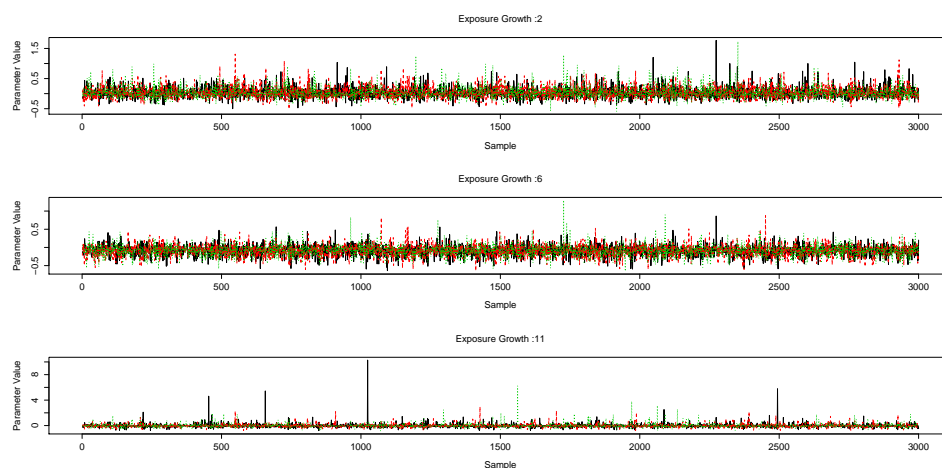 Exposure Growth :2
Parameter Value
−0.5 0.5 1.5
0 500 1000 1500 2000 2500 3000
Sample
Exposure Growth :6
Parameter Value
−0.5 0.5
0 500 1000 1500 2000 2500 3000
Sample
Exposure Growth :11
Parameter Value
0 4 8
0 500 1000 1500 2000 2500 3000
Sample